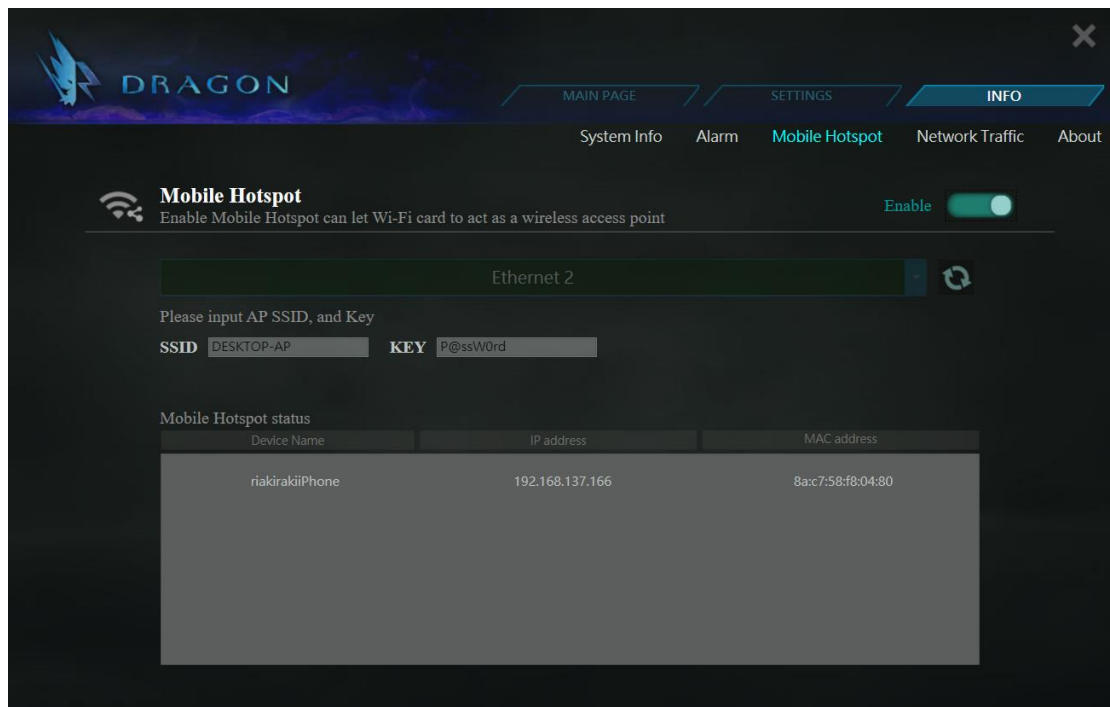 DRAGON
MAIN PAGE SETTINGS INFO
System Info Alarm Mobile Hotspot Network Traffic About
Mobile Hotspot
Enable Mobile Hotspot can let Wi-Fi card to act as a wireless access point
Enable
Ethernet 2
Please input AP SSID, and Key
SSID DESKTOP-AP KEY P@ssW0rd
Mobile Hotspot status
Device Name IP address MAC address
riakirakiiPhone 192.168.137.166 8a:c7:58:f8:04:80